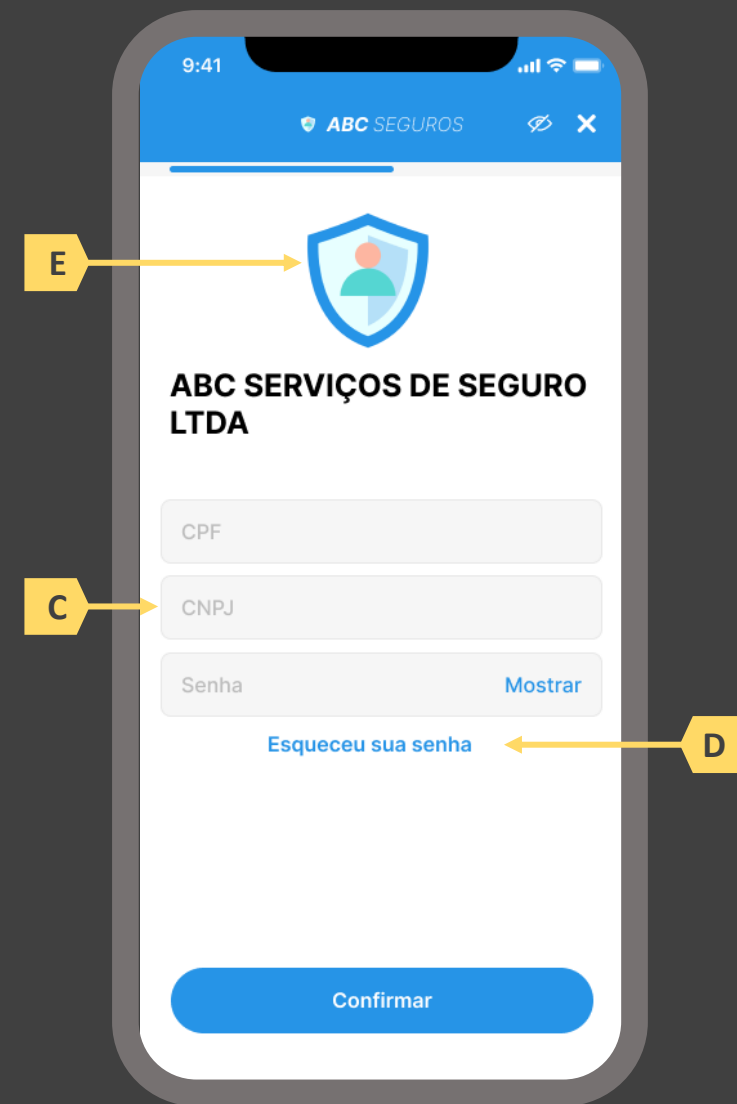 9:41
ABC SEGUROS
E
ABC SERVIÇOS DE SEGURO
LTDA
CPF
C
CNPJ
Senha Mostrar
Esqueceu sua senha
D
Confirmar